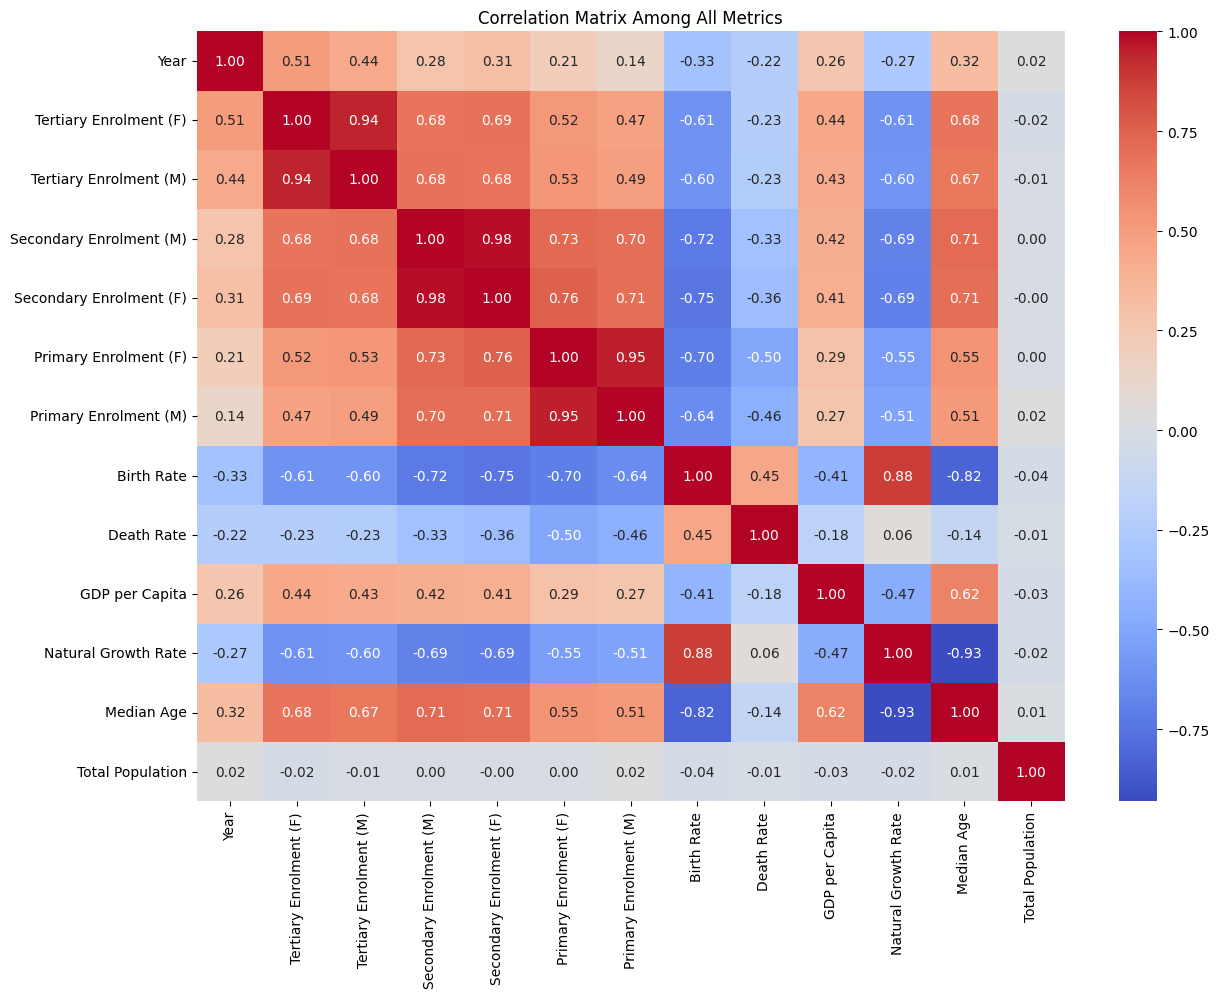 Correlation Matrix Among All Metrics
Year 1.00 0.51 0.44 0.28 0.31 0.21 0.14 -0.33 -0.22 0.26 -0.27 0.32 0.02
Tertiary Enrolment (F) 0.51 1.00 0.94 0.68 0.69 0.52 0.47 -0.61 -0.23 0.44 -0.61 0.68 -0.02
Tertiary Enrolment (M) 0.44 0.94 1.00 0.68 0.68 0.53 0.49 -0.60 -0.23 0.43 -0.60 0.67 -0.01
Secondary Enrolment (M) 0.28 0.68 0.68 1.00 0.98 0.73 0.70 -0.72 -0.33 0.42 -0.69 0.71 0.00
Secondary Enrolment (F) 0.31 0.69 0.68 0.98 1.00 0.76 0.71 -0.75 -0.36 0.41 -0.69 0.71 -0.00
Primary Enrolment (F) 0.21 0.52 0.53 0.73 0.76 1.00 0.95 -0.70 -0.50 0.29 -0.55 0.55 0.00
Primary Enrolment (M) 0.14 0.47 0.49 0.70 0.71 0.95 1.00 -0.64 -0.46 0.27 -0.51 0.51 0.02
Birth Rate -0.33 -0.61 -0.60 -0.72 -0.75 -0.70 -0.64 1.00 0.45 -0.41 0.88 -0.82 -0.04
Death Rate -0.22 -0.23 -0.23 -0.33 -0.36 -0.50 -0.46 0.45 1.00 -0.18 0.06 -0.14 -0.01
GDP per Capita 0.26 0.44 0.43 0.42 0.41 0.29 0.27 -0.41 -0.18 1.00 -0.47 0.62 -0.03
Natural Growth Rate -0.27 -0.61 -0.60 -0.69 -0.69 -0.55 -0.51 0.88 0.06 -0.47 1.00 -0.93 -0.02
Median Age 0.32 0.68 0.67 0.71 0.71 0.55 0.51 -0.82 -0.14 0.62 -0.93 1.00 0.01
Total Population 0.02 -0.02 -0.01 0.00 -0.00 0.00 0.02 -0.04 -0.01 -0.03 -0.02 0.01 1.00
Year
Tertiary Enrolment (F)
Tertiary Enrolment (M)
Secondary Enrolment (M)
Secondary Enrolment (F)
Primary Enrolment (F)
Primary Enrolment (M)
Birth Rate
Death Rate
GDP per Capita
Natural Growth Rate
Median Age
Total Population
1.00
0.75
0.50
0.25
0.00
−0.25
−0.50
−0.75